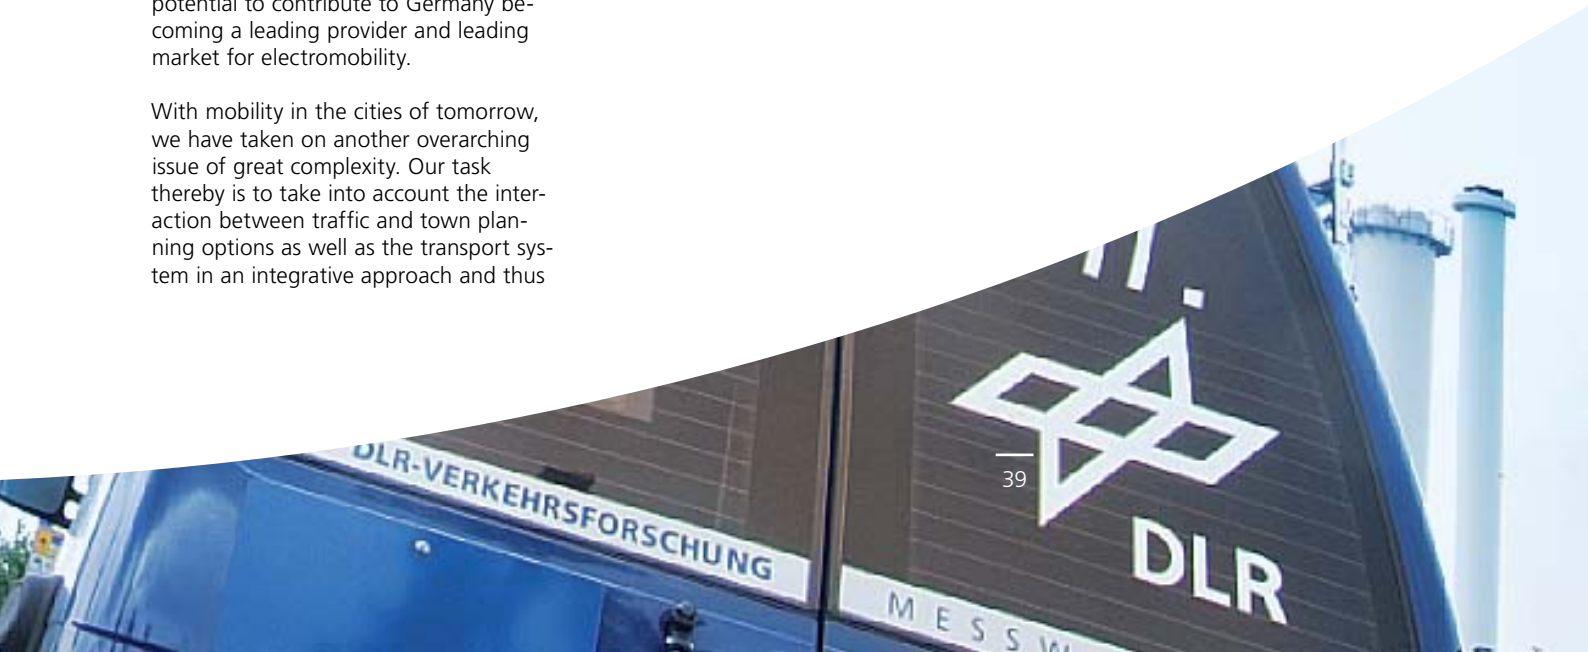 potential to contribute to Germany be-
coming a leading provider and leading
market for electromobility.
With mobility in the cities of tomorrow,
we have taken on another overarching
issue of great complexity. Our task
thereby is to take into account the inter-
action between traffic and town plan-
ning options as well as the transport sys-
tem in an integrative approach and thus
DLR-VERKEHRSFORSCHUNG
39
DLR